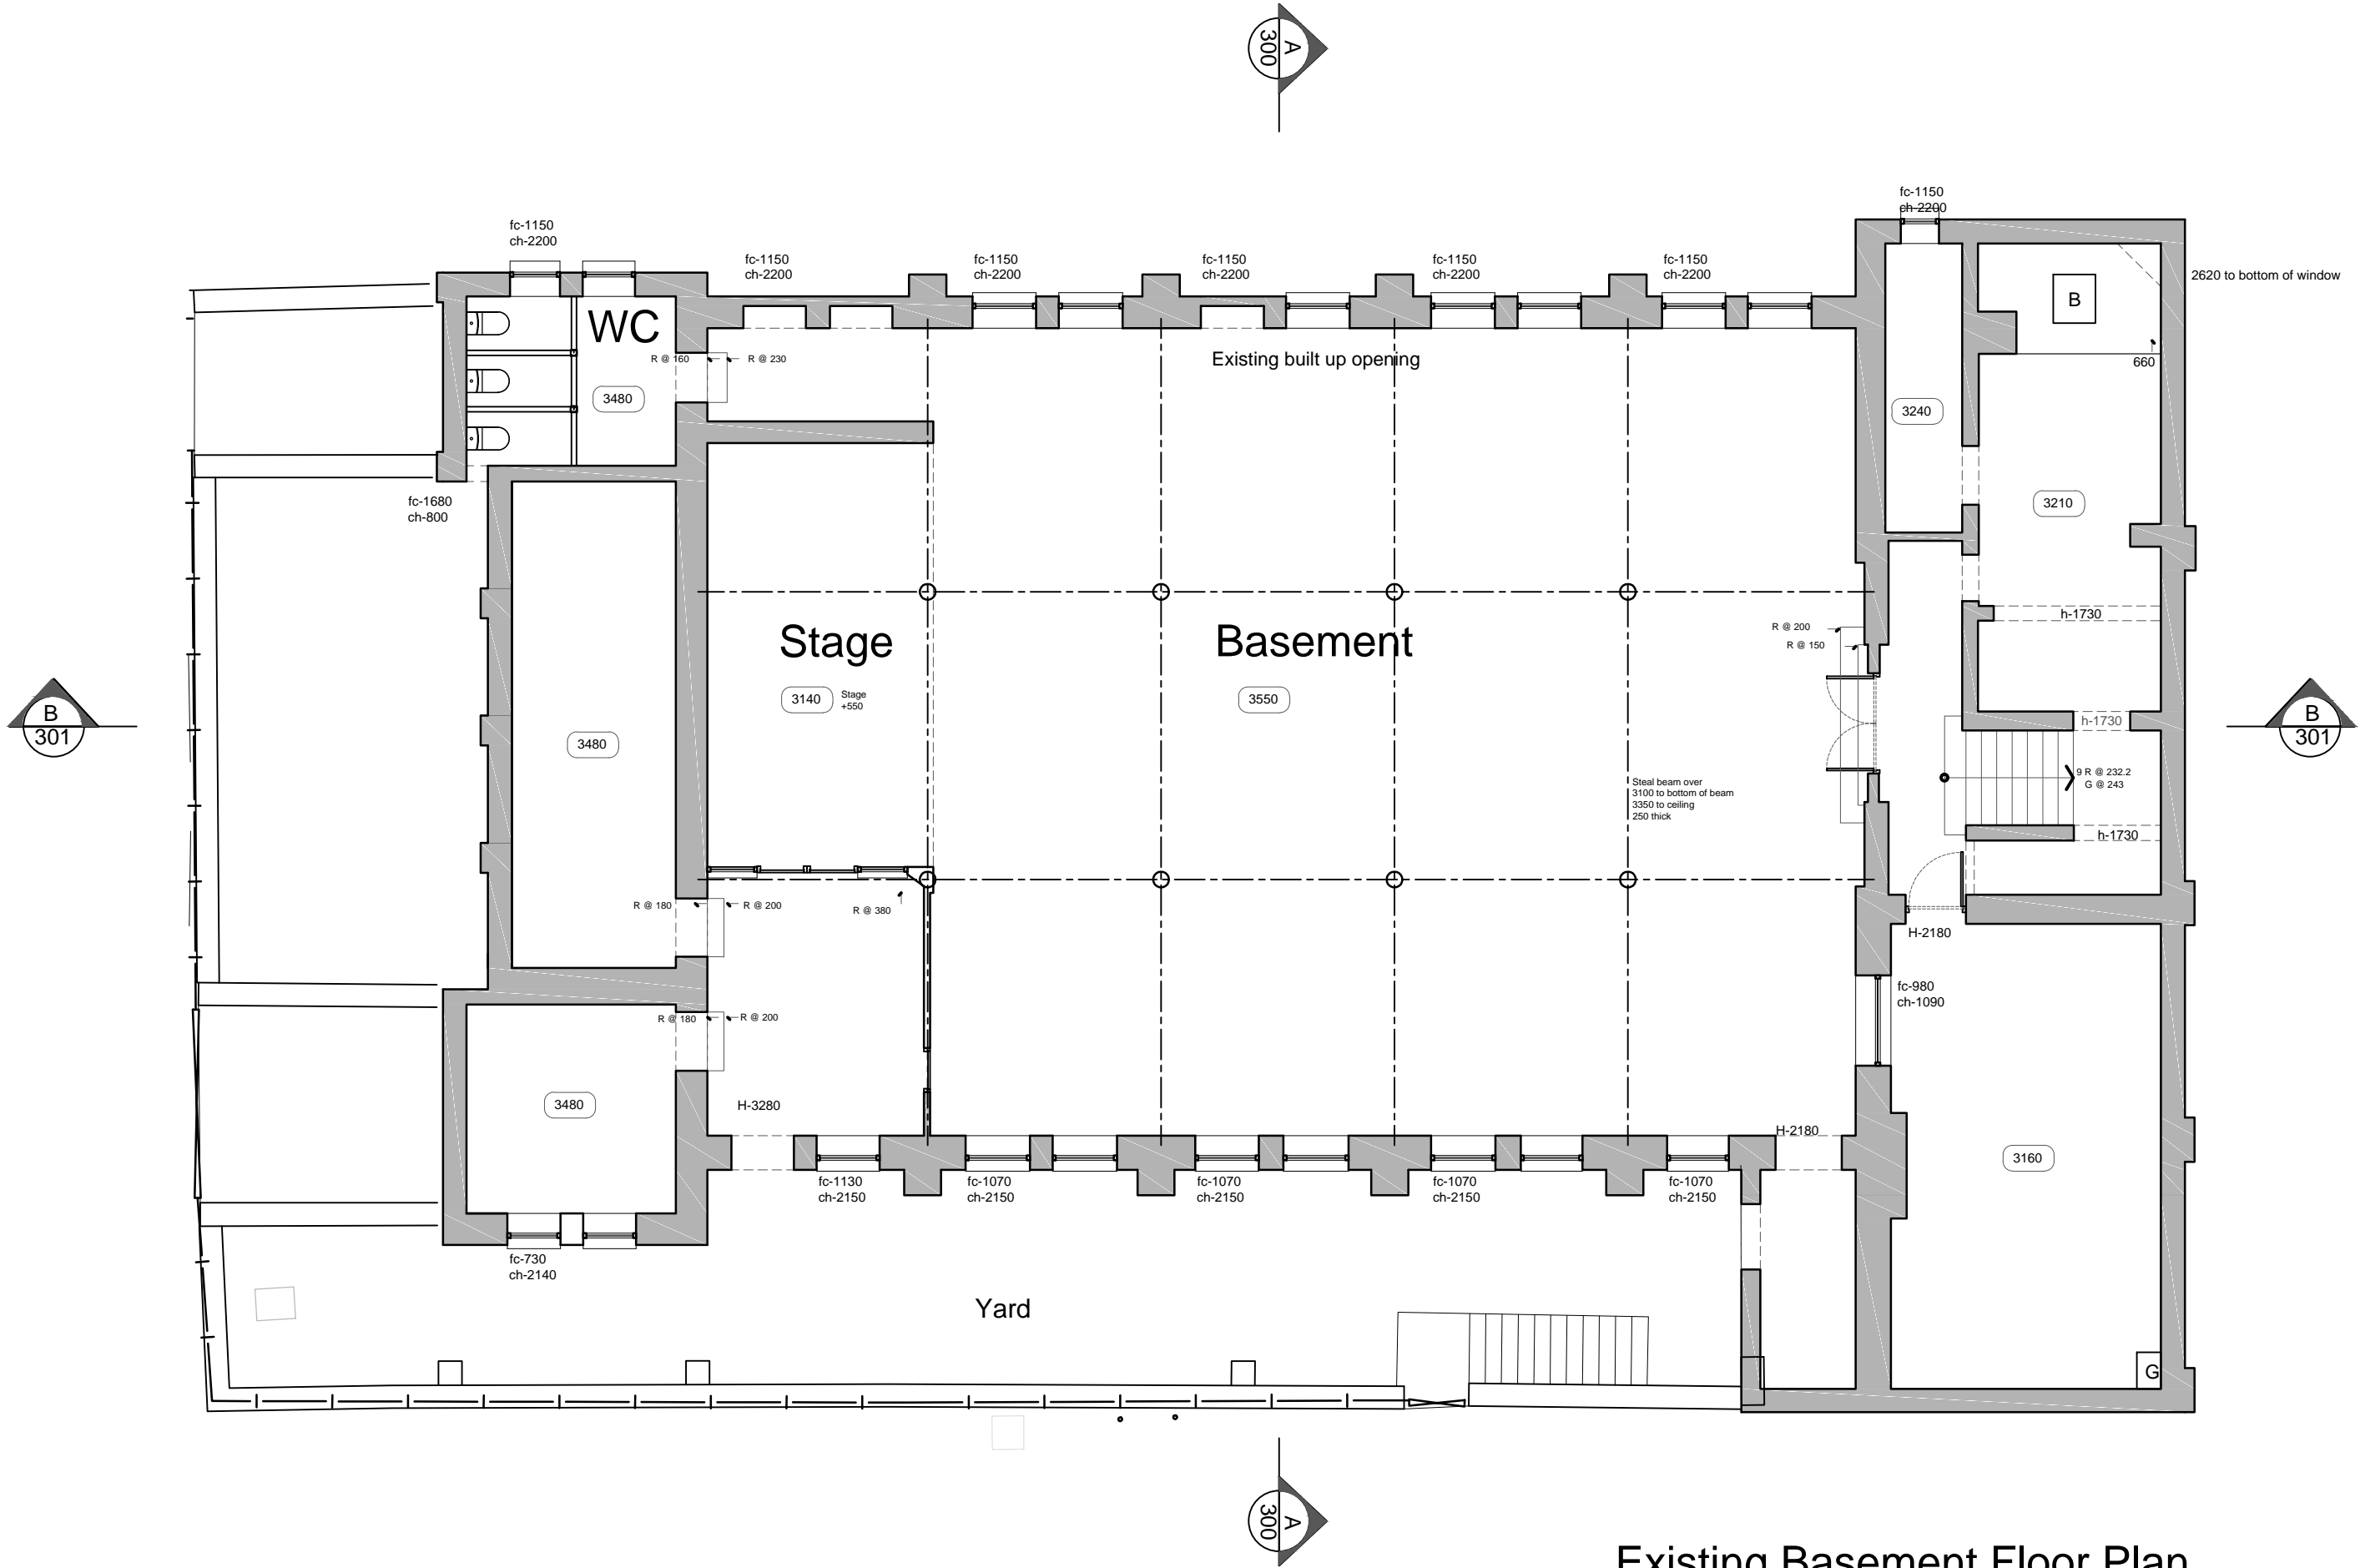 A
300
fc-1150
ch-2200
fc-1150
ch-2200
fc-1150
ch-2200
fc-1150
ch-2200
fc-1150
ch-2200
fc-1150
ch-2200
fc-1150
ch-2200
2620 to bottom of window
B
WC
R @ 160
R @ 230
Existing built up opening
660
3480
3240
fc-1680
ch-800
3210
h-1730
R @ 200
R @ 150
Stage
Basement
3140
Stage
+550
3550
B
301
h-1730
B
301
3480
9 R @ 232.2
G @ 243
Steal beam over
3100 to bottom of beam
3350 to ceiling
250 thick
h-1730
R @ 180
R @ 200
R @ 380
H-2180
fc-980
ch-1090
R @ 180
R @ 200
3480
H-3280
H-2180
3160
fc-1130
ch-2150
fc-1070
ch-2150
fc-1070
ch-2150
fc-1070
ch-2150
fc-1070
ch-2150
fc-730
ch-2140
Yard
G
A
300
Existing Basement Floor Plan